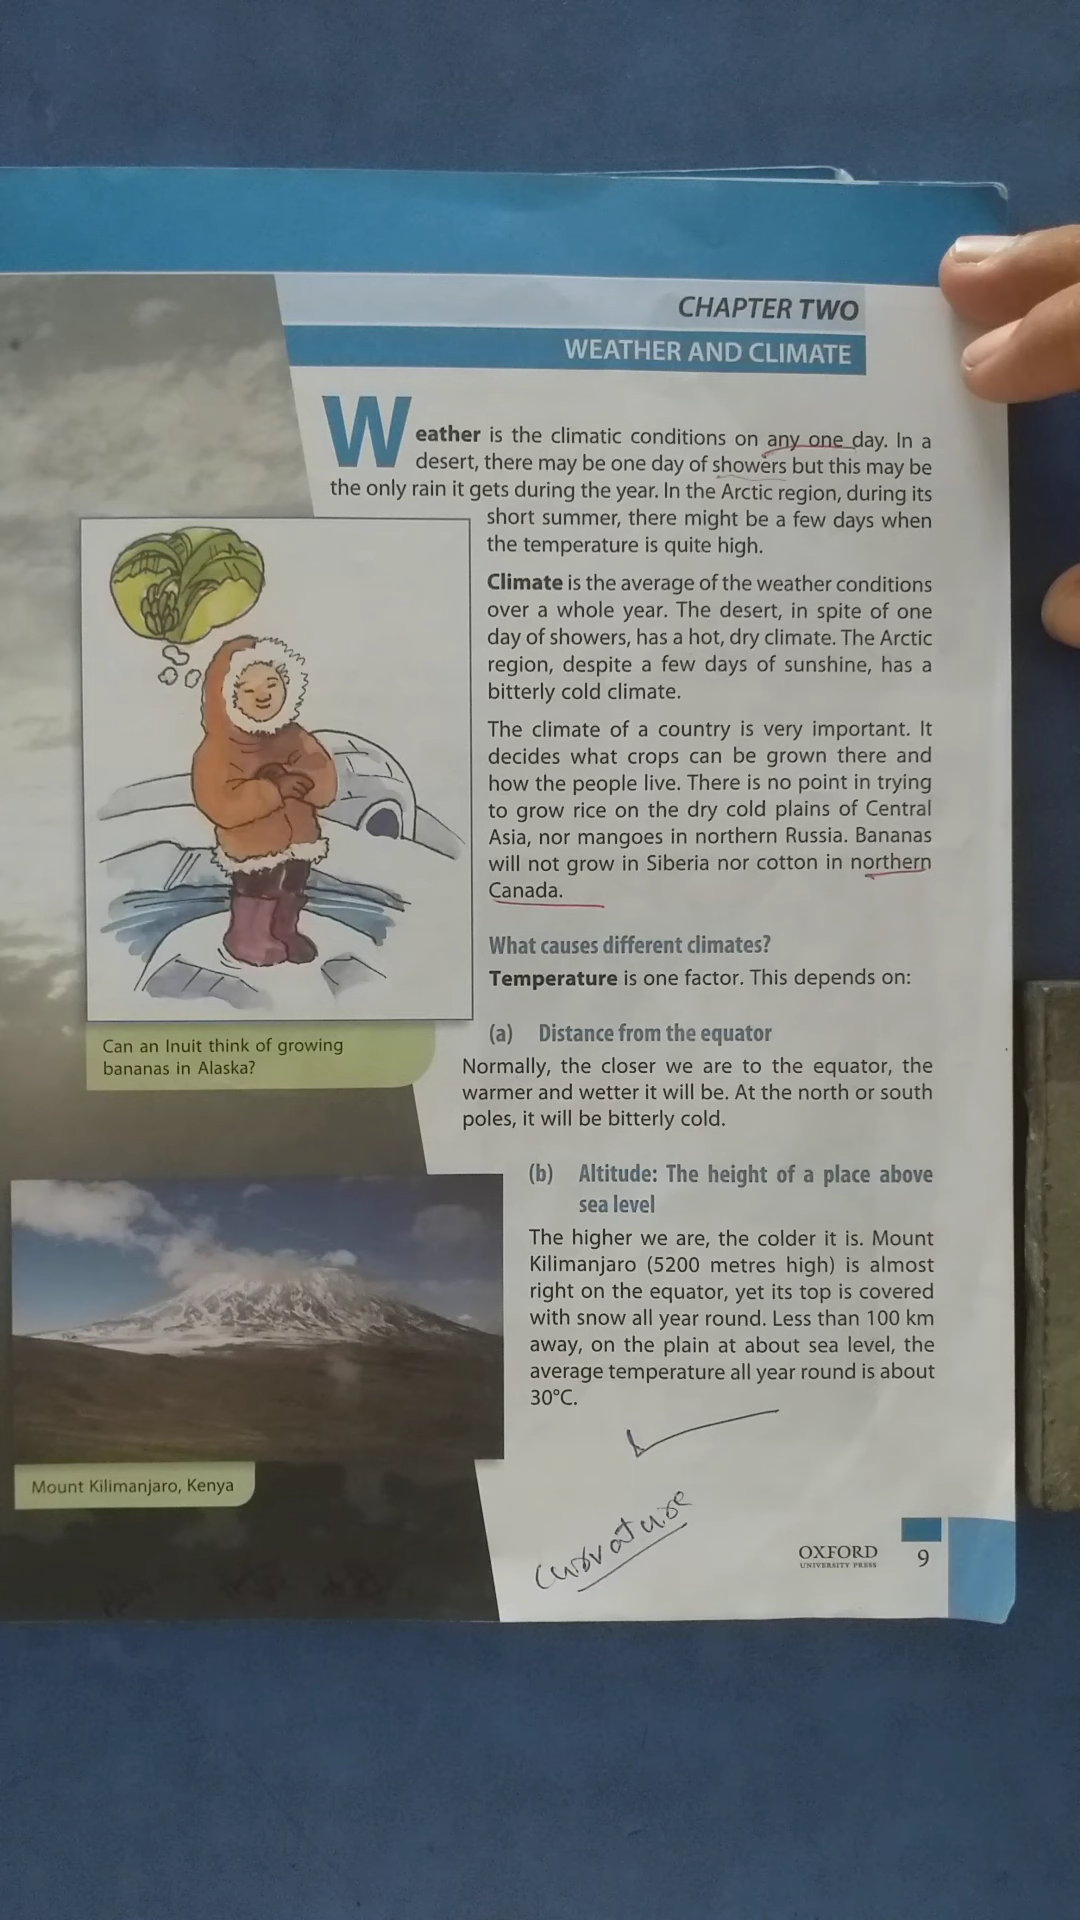 CHAPTER TWO
WEATHER AND CLIMATE
Weather is the climatic conditions on any one day. In a
desert, there may be one day of showers but this may be
the only rain it gets during the year. In the Arctic region, during its
short summer, there might be a few days when
the temperature is quite high.
Climate is the average of the weather conditions
over a whole year. The desert, in spite of one
day of showers, has a hot, dry climate. The Arctic
region, despite a few days of sunshine, has a
bitterly cold climate.
The climate of a country is very important. It
decides what crops can be grown there and
how the people live. There is no point in trying
to grow rice on the dry cold plains of Central
Asia, nor mangoes in northern Russia. Bananas
will not grow in Siberia nor cotton in northern
Canada.
Can an Inuit think of growing
bananas in Alaska?
What causes different climates?
Temperature is one factor. This depends on:
(a) Distance from the equator
Normally, the closer we are to the equator, the
warmer and wetter it will be. At the north or south
poles, it will be bitterly cold.
(b) Altitude: The height of a place above
sea level
The higher we are, the colder it is. Mount
Kilimanjaro (5200 metres high) is almost
right on the equator, yet its top is covered
with snow all year round. Less than 100 km
away, on the plain at about sea level, the
average temperature all year round is about
30°C.
Mount Kilimanjaro, Kenya
curvature
OXFORD
UNIVERSITY PRESS
9